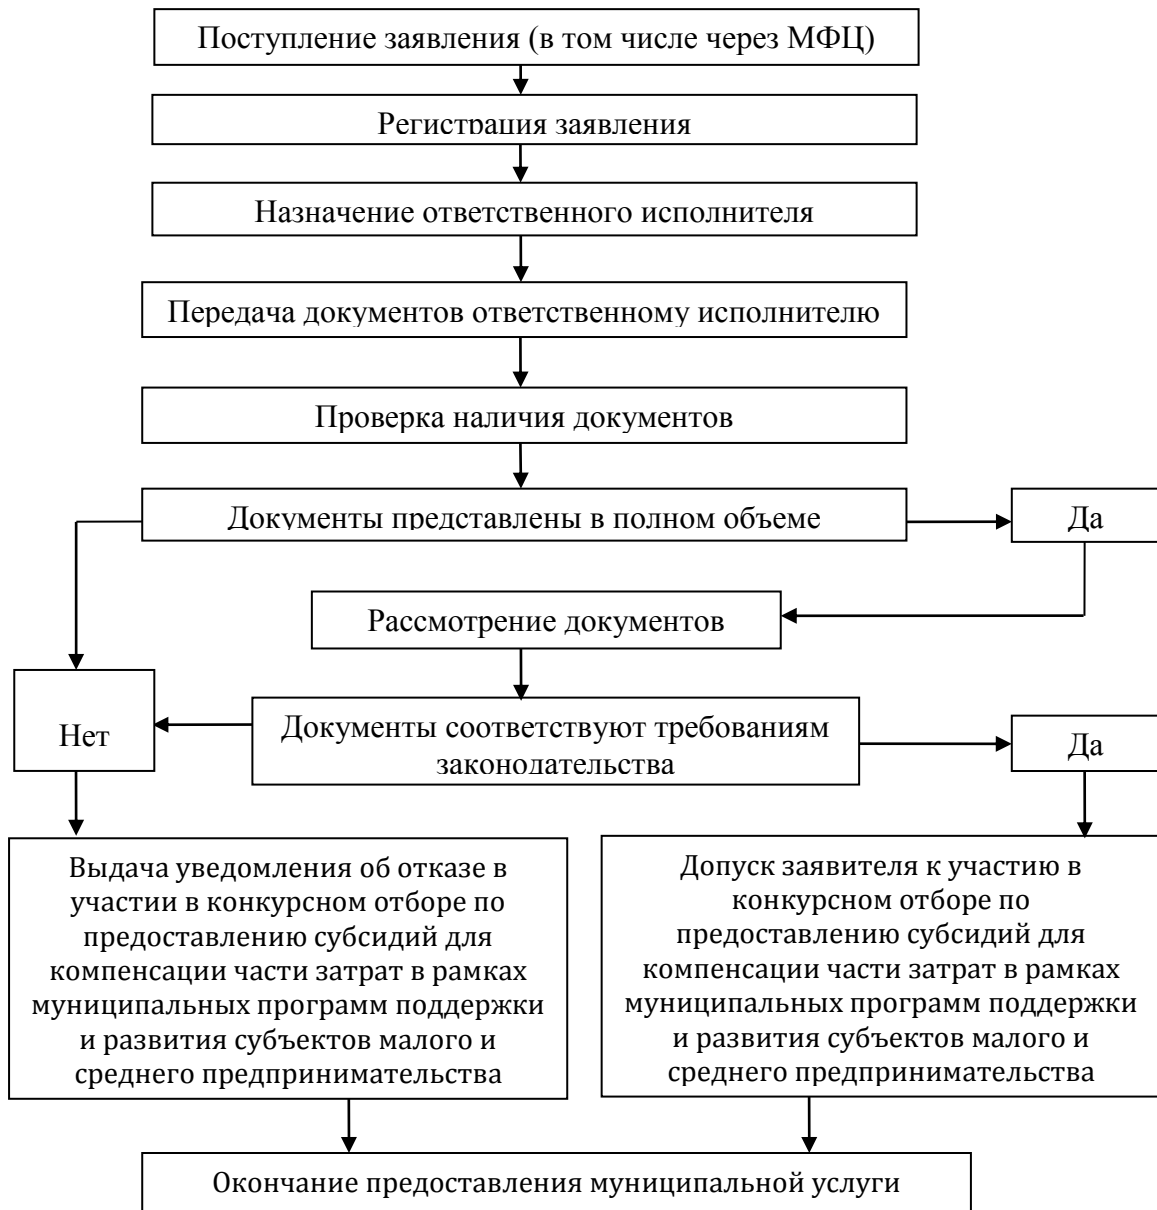 Поступление заявления (в том числе через МФЦ)
Регистрация заявления
Назначение ответственного исполнителя
Передача документов ответственному исполнителю
Проверка наличия документов
Документы представлены в полном объеме
Да
Рассмотрение документов
Нет
Документы соответствуют требованиям
законодательства
Да
Выдача уведомления об отказе в
участии в конкурсном отборе по
предоставлению субсидий для
компенсации части затрат в рамках
муниципальных программ поддержки
и развития субъектов малого и
среднего предпринимательства
Допуск заявителя к участию в
конкурсном отборе по
предоставлению субсидий для
компенсации части затрат в рамках
муниципальных программ поддержки
и развития субъектов малого и
среднего предпринимательства
Окончание предоставления муниципальной услуги